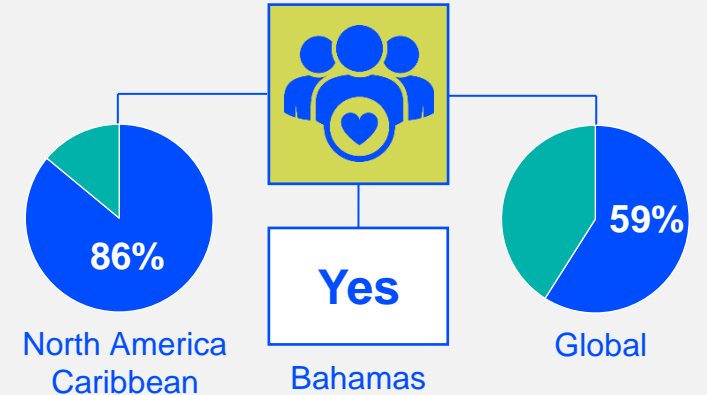 86%
North America
Caribbean
Yes
Bahamas
59%
Global